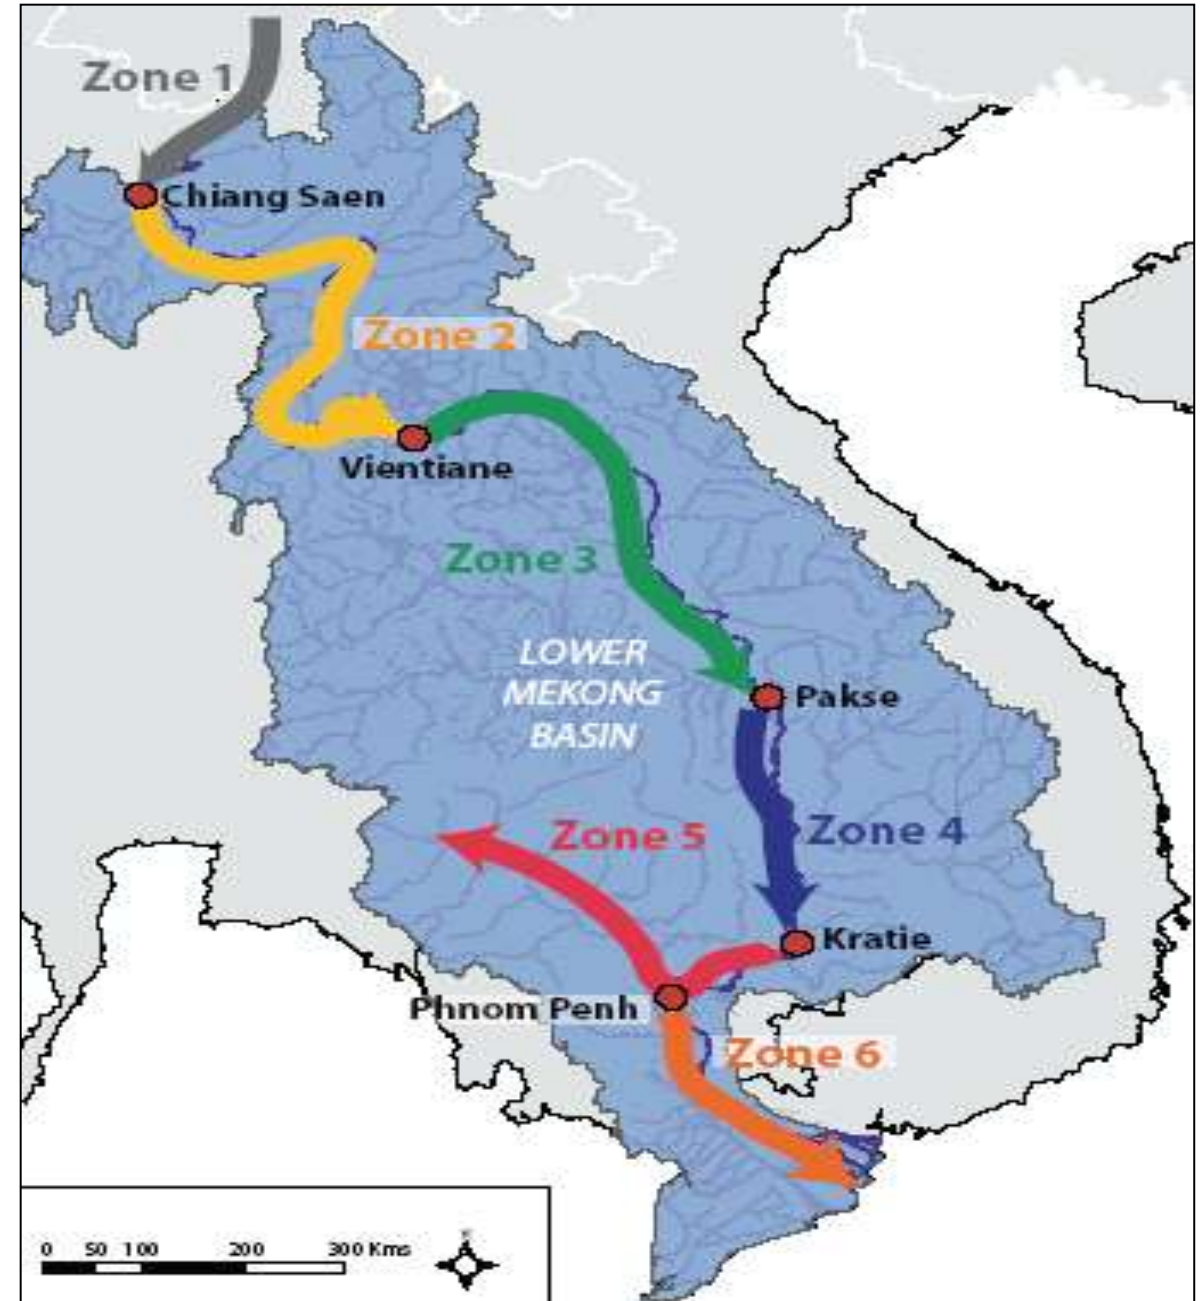 Zone 1
Chiang Saen
Zone 2
Vientiane
Zone 3
LOWER
MEKONG
BASIN
Pakse
Zone 5
Zone 4
Kratie
Phnom Penh
Zone 6
0 50 100 200 300 Kms